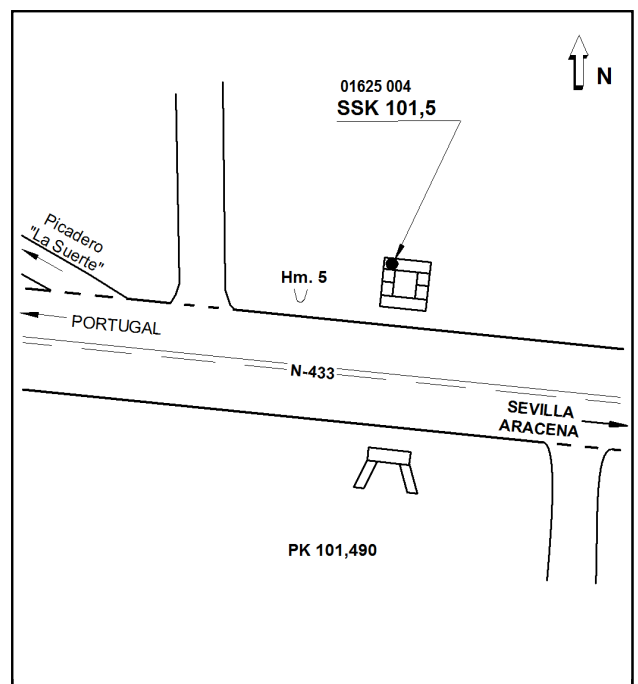 N
01625 004
SSK 101,5
Picadero
"La Suerte"
Hm. 5
PORTUGAL
N-433
SEVILLA
ARACENA
PK 101,490